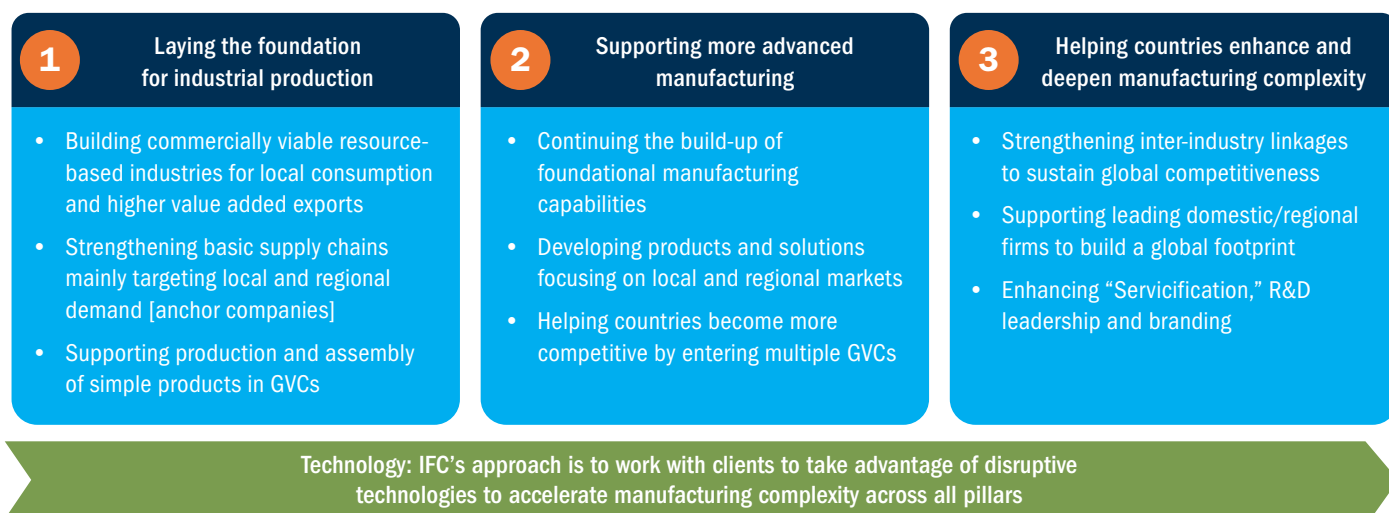 1
Laying the foundation
for industrial production
• Building commercially viable resource-
based industries for local consumption
and higher value added exports
• Strengthening basic supply chains
mainly targeting local and regional
demand [anchor companies]
• Supporting production and assembly
of simple products in GVCs
2
Supporting more advanced
manufacturing
• Continuing the build-up of
foundational manufacturing
capabilities
• Developing products and solutions
focusing on local and regional markets
• Helping countries become more
competitive by entering multiple GVCs
3
Helping countries enhance and
deepen manufacturing complexity
• Strengthening inter-industry linkages
to sustain global competitiveness
• Supporting leading domestic/regional
firms to build a global footprint
• Enhancing “Servicification,” R&D
leadership and branding
Technology: IFC’s approach is to work with clients to take advantage of disruptive
technologies to accelerate manufacturing complexity across all pillars